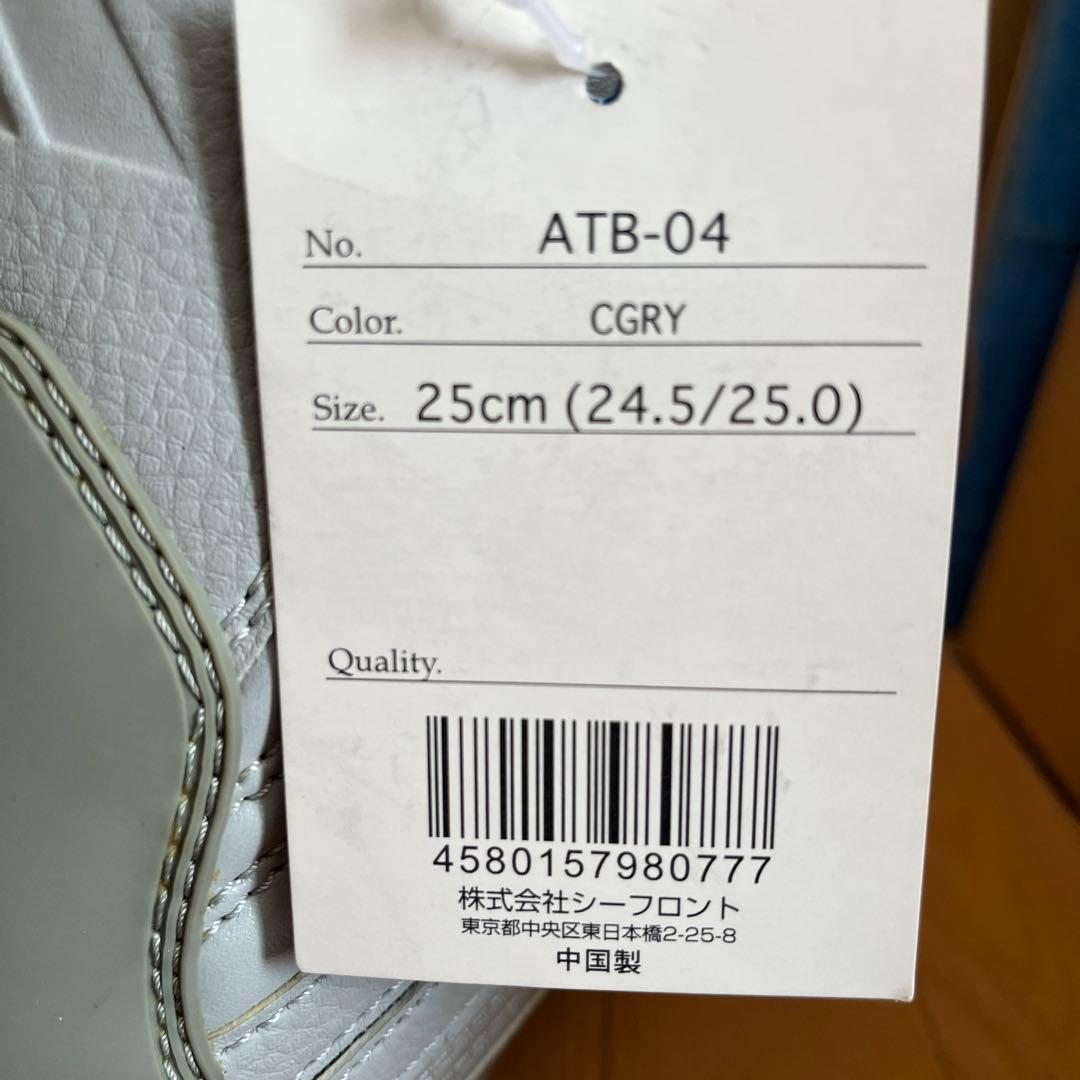 No. ATB-04
Color. CGRY
Size. 25cm (24.5/25.0)
Quality.
4580157980777
株式会社シーフロント
東京都中央区東日本橋2-25-8
中国製